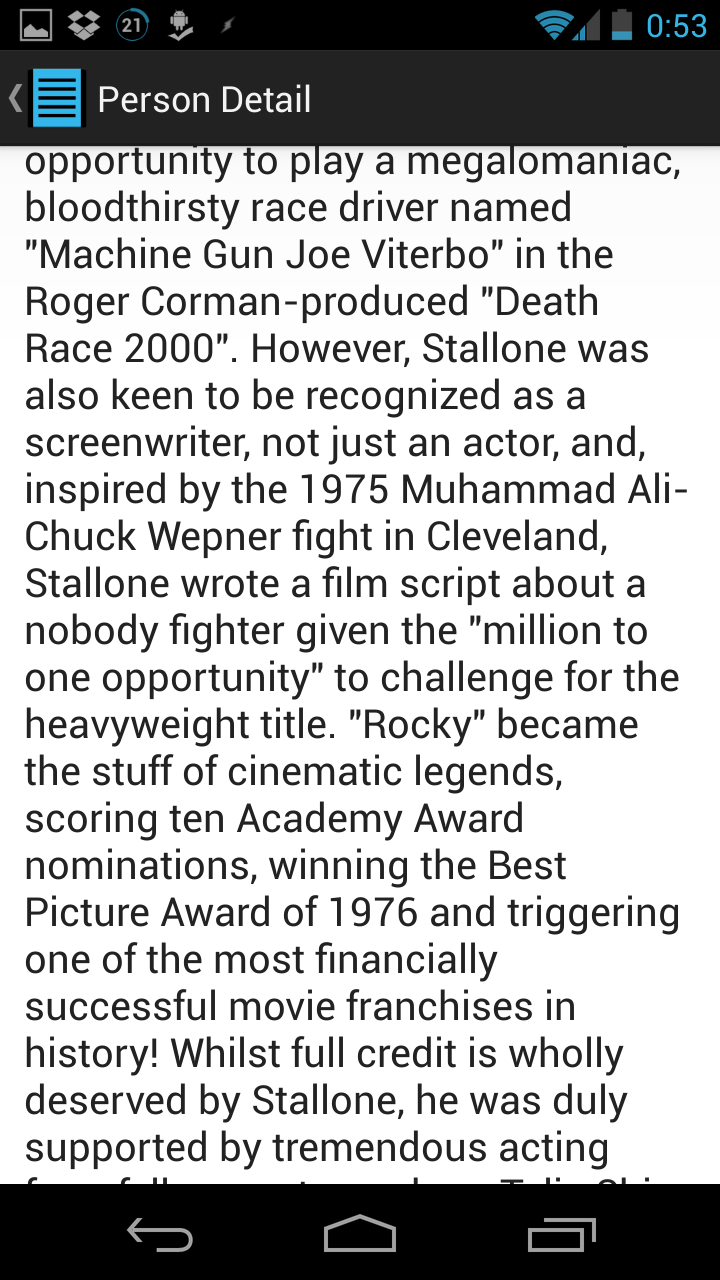 21
0:53
Person Detail
opportunity to play a megalomaniac,
bloodthirsty race driver named
"Machine Gun Joe Viterbo" in the
Roger Corman-produced "Death
Race 2000". However, Stallone was
also keen to be recognized as a
screenwriter, not just an actor, and,
inspired by the 1975 Muhammad Ali-
Chuck Wepner fight in Cleveland,
Stallone wrote a film script about a
nobody fighter given the "million to
one opportunity" to challenge for the
heavyweight title. "Rocky" became
the stuff of cinematic legends,
scoring ten Academy Award
nominations, winning the Best
Picture Award of 1976 and triggering
one of the most financially
successful movie franchises in
history! Whilst full credit is wholly
deserved by Stallone, he was duly
supported by tremendous acting